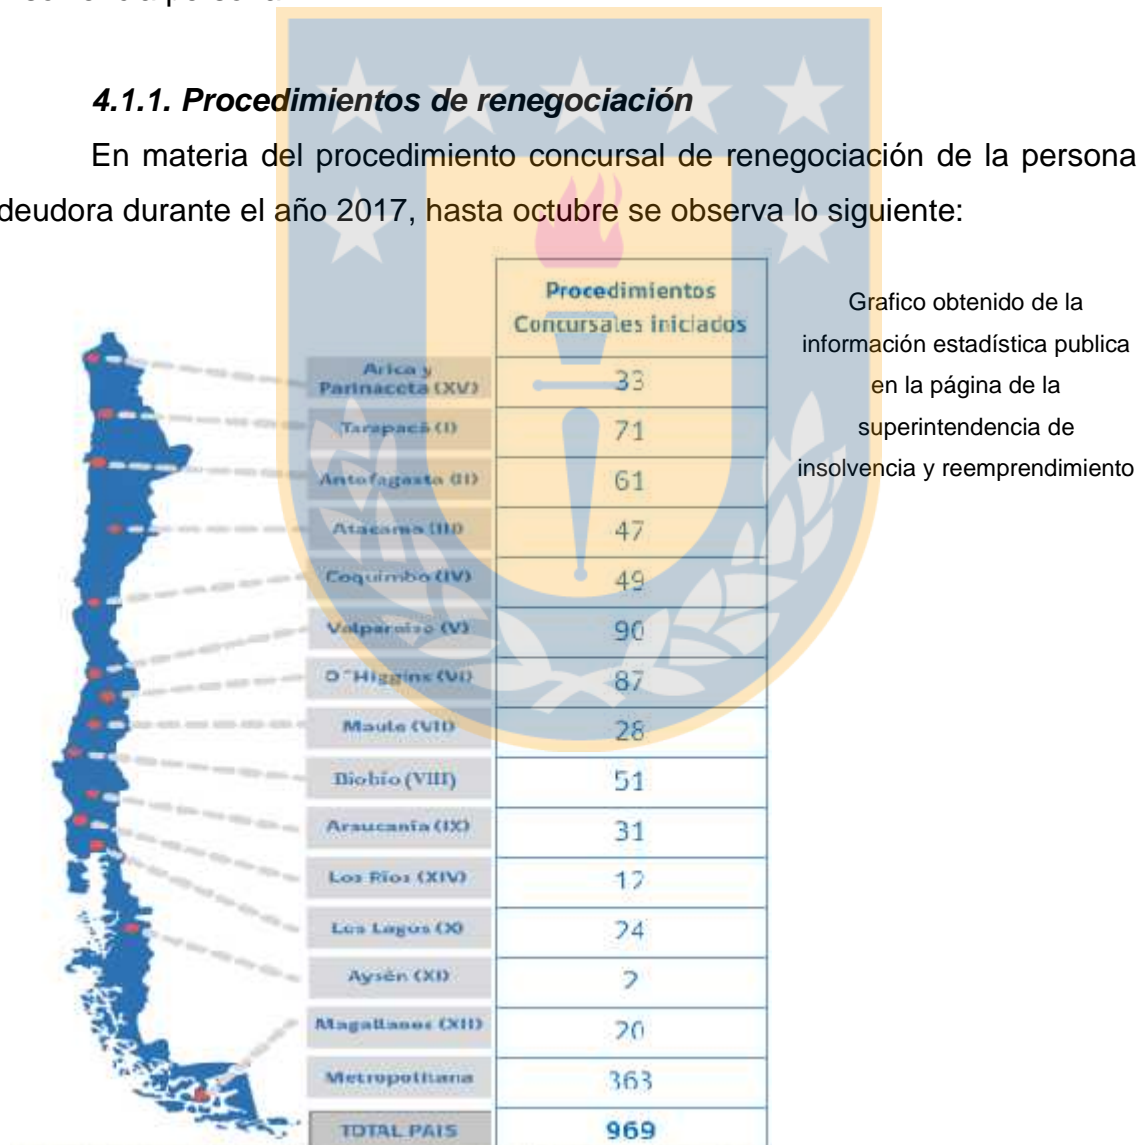 4.1.1. Procedimientos de renegociación
En materia del procedimiento concursal de renegociación de la persona
deudora durante el año 2017, hasta octubre se observa lo siguiente:
Procedimientos
Concursales iniciados
Arica y
Parinacota (XV) 33
Tarapacá (I) 71
Antofagasta (II) 61
Atacama (III) 47
Coquimbo (IV) 49
Valparaíso (V) 90
O´Higgins (VI) 87
Maule (VII) 28
Biobío (VIII) 51
Araucanía (IX) 31
Los Ríos (XIV) 12
Los Lagos (X) 24
Aysén (XI) 2
Magallanes (XII) 20
Metropolitana 363
TOTAL PAIS 969
Grafico obtenido de la
información estadística publica
en la página de la
superintendencia de
insolvencia y reemprendimiento